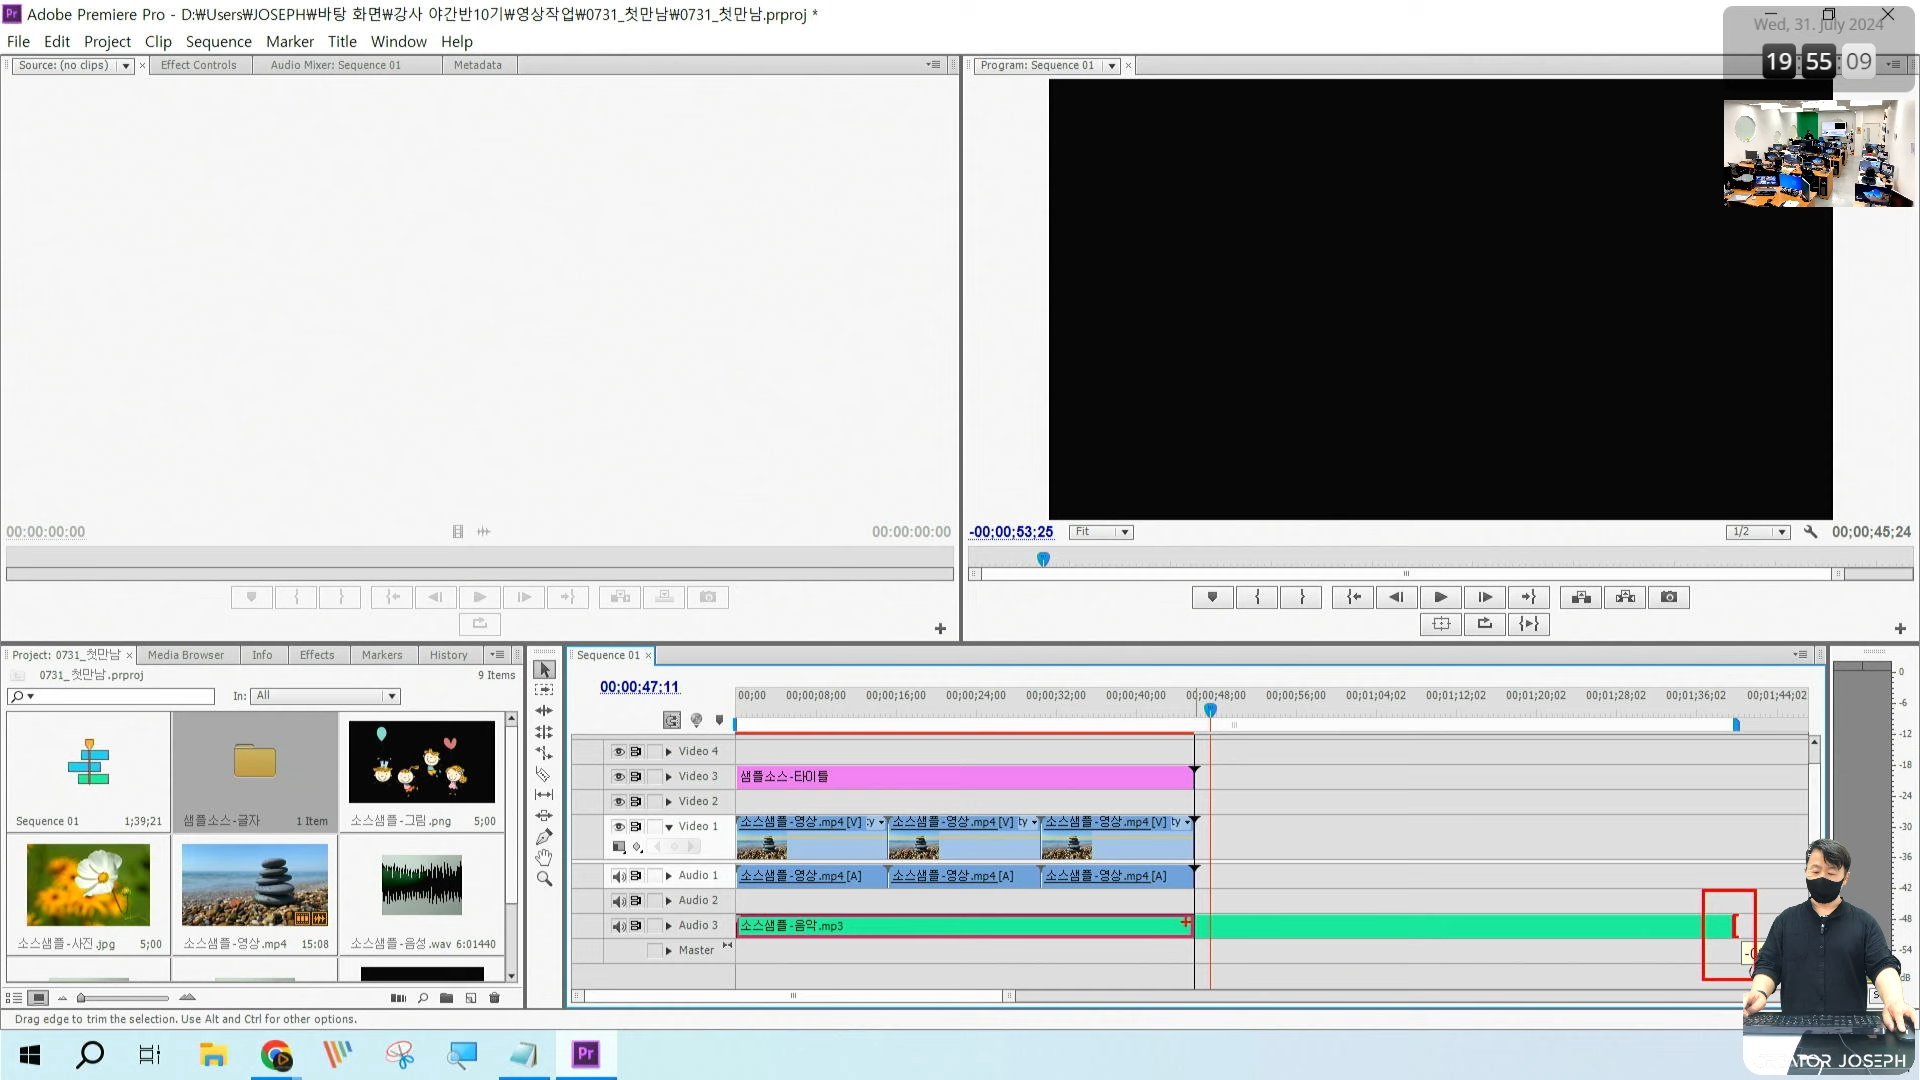 Adobe Premiere Pro - D:₩Users₩JOSEPH₩바탕 화면₩강사 야간반10기₩영상작업₩0731_첫만남₩0731_첫만남.prproj *
Wed, 31. July 2024
19 55 09
File Edit Project Clip Sequence Marker Title Window Help
Source: (no clips) Effect Controls Audio Mixer: Sequence 01 Metadata
Program: Sequence 01
00:00:00:00 00:00:00:00
-00;00;53;25 Fit 1/2 00;00;45;24
Project: 0731_첫만남 Media Browser Info Effects Markers History
0731_첫만남.prproj 9 Items
In: All
Sequence 01 1;39;21
샘플소스-글자 1 Item
소스샘플-그림.png 5;00
소스샘플-사진.jpg 5;00
소스샘플-영상.mp4 15:08
소스샘플-음성.wav 6:01440
Sequence 01
00;00;47;11
00;00 00;00;08;00 00;00;16;00 00;00;24;00 00;00;32;00 00;00;40;00 00;00;48;00 00;00;56;00 00;01;04;02 00;01;12;02 00;01;20;02 00;01;28;02 00;01;36;02 00;01;44;02
Video 4
Video 3 샘플소스-타이틀
Video 2
Video 1 소스샘플-영상.mp4 [V] 소스샘플-영상.mp4 [V] by 소스샘플-영상.mp4 [V] by
Audio 1 소스샘플-영상.mp4 [A] 소스샘플-영상.mp4 [A] 소스샘플-영상.mp4 [A]
Audio 2
Audio 3 소스샘플-음악.mp3
Master
0
-6
-12
-18
-24
-30
-36
-42
-48
-54
dB
Drag edge to trim the selection. Use Alt and Ctrl for other options.
CREATOR JOSEPH